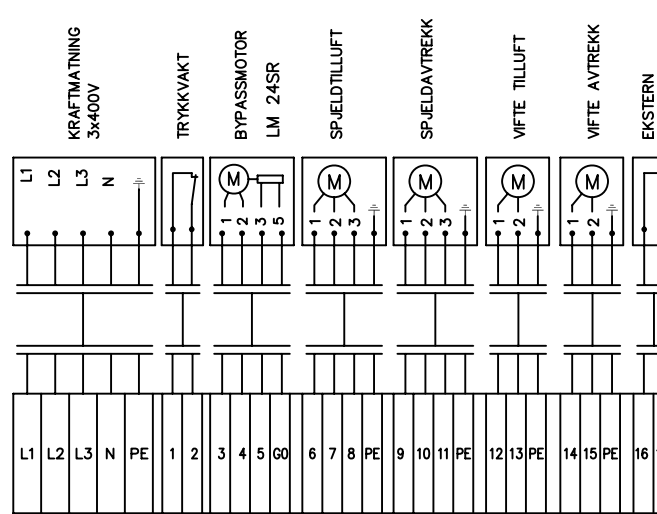 KRAFTMATNING
3x400V
TRYKKVAKT
BYPASSMOTOR
LM 24SR
SPJELDTILLUFT
SPJELDAVTREKK
VIFTE TILLUFT
VIFTE AVTREKK
EKSTERN
L1 L2 L3 N
M
1 2 3 5
M
1 2 3
M
1 2 3
M
1 2
M
1 2
L1 L2 L3 N PE 1 2 3 4 5 G0 6 7 8 PE 9 10 11 PE 12 13 PE 14 15 PE 16